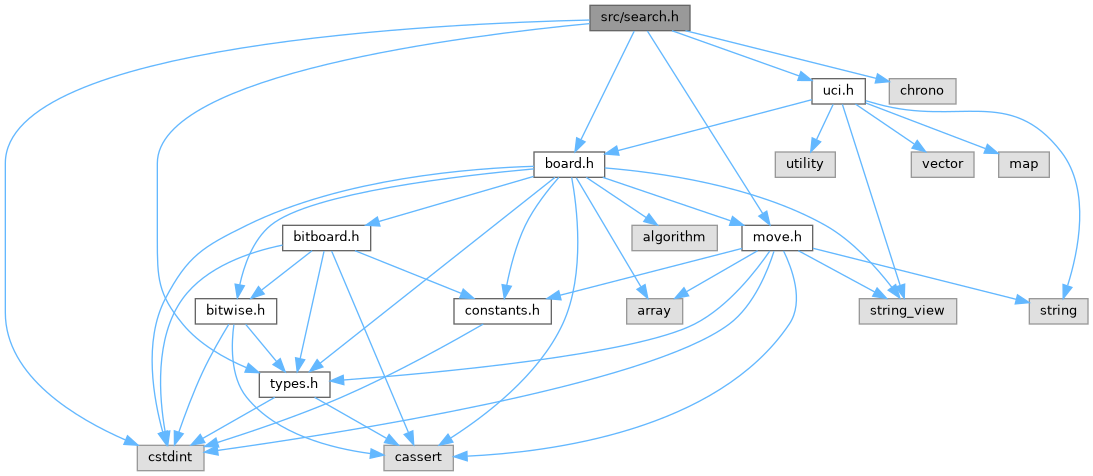 src/search.h
uci.h
chrono
board.h
utility
vector
map
bitboard.h
algorithm
move.h
bitwise.h
constants.h
array
string_view
string
types.h
cstdint
cassert